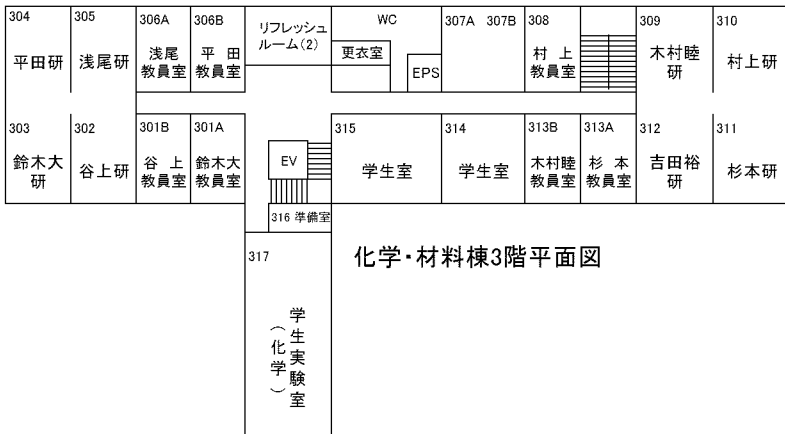 304
平田研
305
浅尾研
306A
浅尾
教員室
306B
平田
教員室
リフレッシュ
ルーム(2)
WC
更衣室
EPS
307A 307B
308
村上
教員室
309
木村睦
研
310
村上研
303
鈴木大
研
302
谷上研
301B
谷上
教員室
301A
鈴木大
教員室
EV
315
学生室
314
学生室
313B
木村睦
教員室
313A
杉本
教員室
312
吉田裕
研
311
杉本研
316 準備室
317
学生実験室
(化学)
化学・材料棟3階平面図